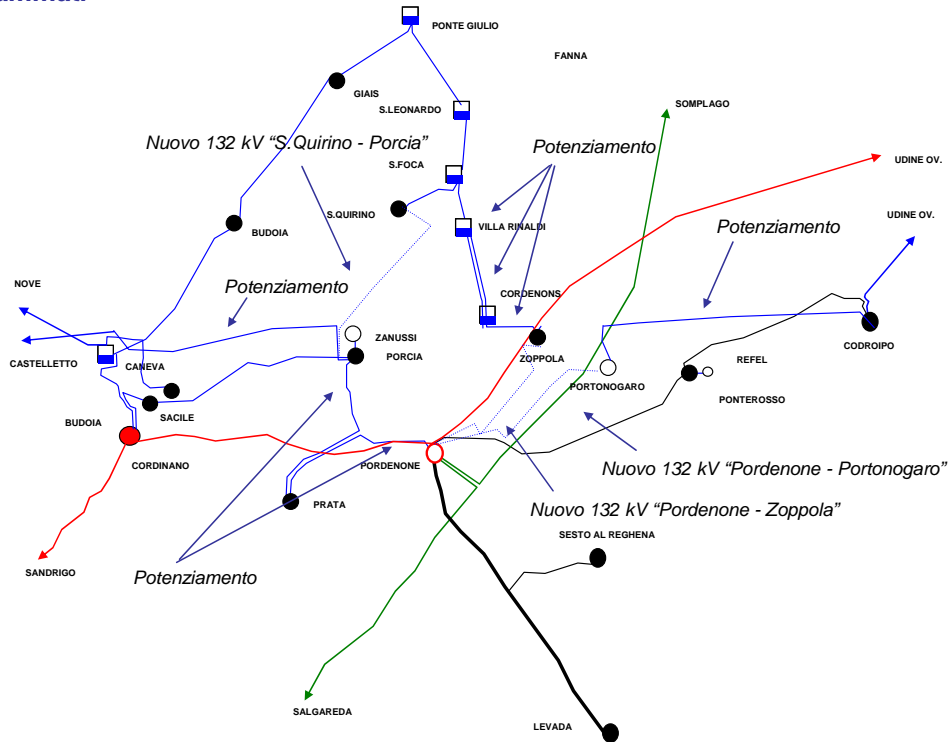 PONTE GIULIO
FANNA
GIAIS
S.LEONARDO
SOMPLAGO
Nuovo 132 kV “S.Quirino - Porcia”
Potenziamento
S.FOCA
UDINE OV.
S.QUIRINO
UDINE OV.
VILLA RINALDI
BUDOIA
Potenziamento
NOVE
Potenziamento
CORDENONS
ZANUSSI
CODROIPO
CASTELLETTO
CANEVA
PORCIA
ZOPPOLA
REFEL
PORTONOGARO
PONTEROSSO
SACILE
BUDOIA
CORDINANO
PORDENONE
Nuovo 132 kV “Pordenone - Portonogaro”
PRATA
Nuovo 132 kV “Pordenone - Zoppola”
SESTO AL REGHENA
SANDRIGO
Potenziamento
SALGAREDA
LEVADA